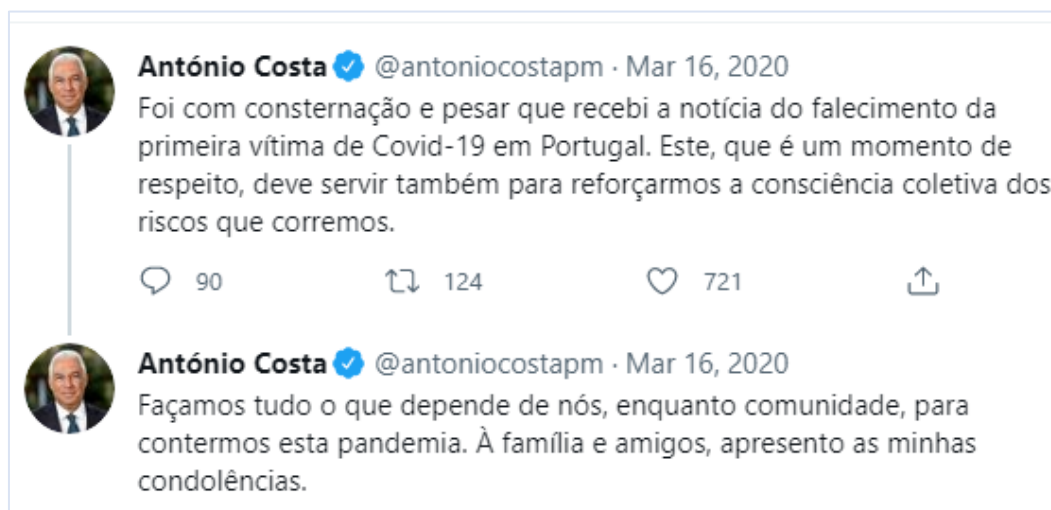 António Costa @antoniocostapm · Mar 16, 2020
Foi com consternação e pesar que recebi a notícia do falecimento da
primeira vítima de Covid-19 em Portugal. Este, que é um momento de
respeito, deve servir também para reforçarmos a consciência coletiva dos
riscos que corremos.
90 124 721
António Costa @antoniocostapm · Mar 16, 2020
Façamos tudo o que depende de nós, enquanto comunidade, para
contermos esta pandemia. À família e amigos, apresento as minhas
condolências.